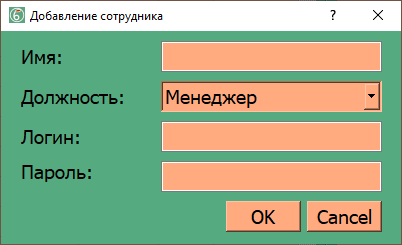 Добавление сотрудника
Имя:
Должность: Менеджер
Логин:
Пароль:
OK Cancel